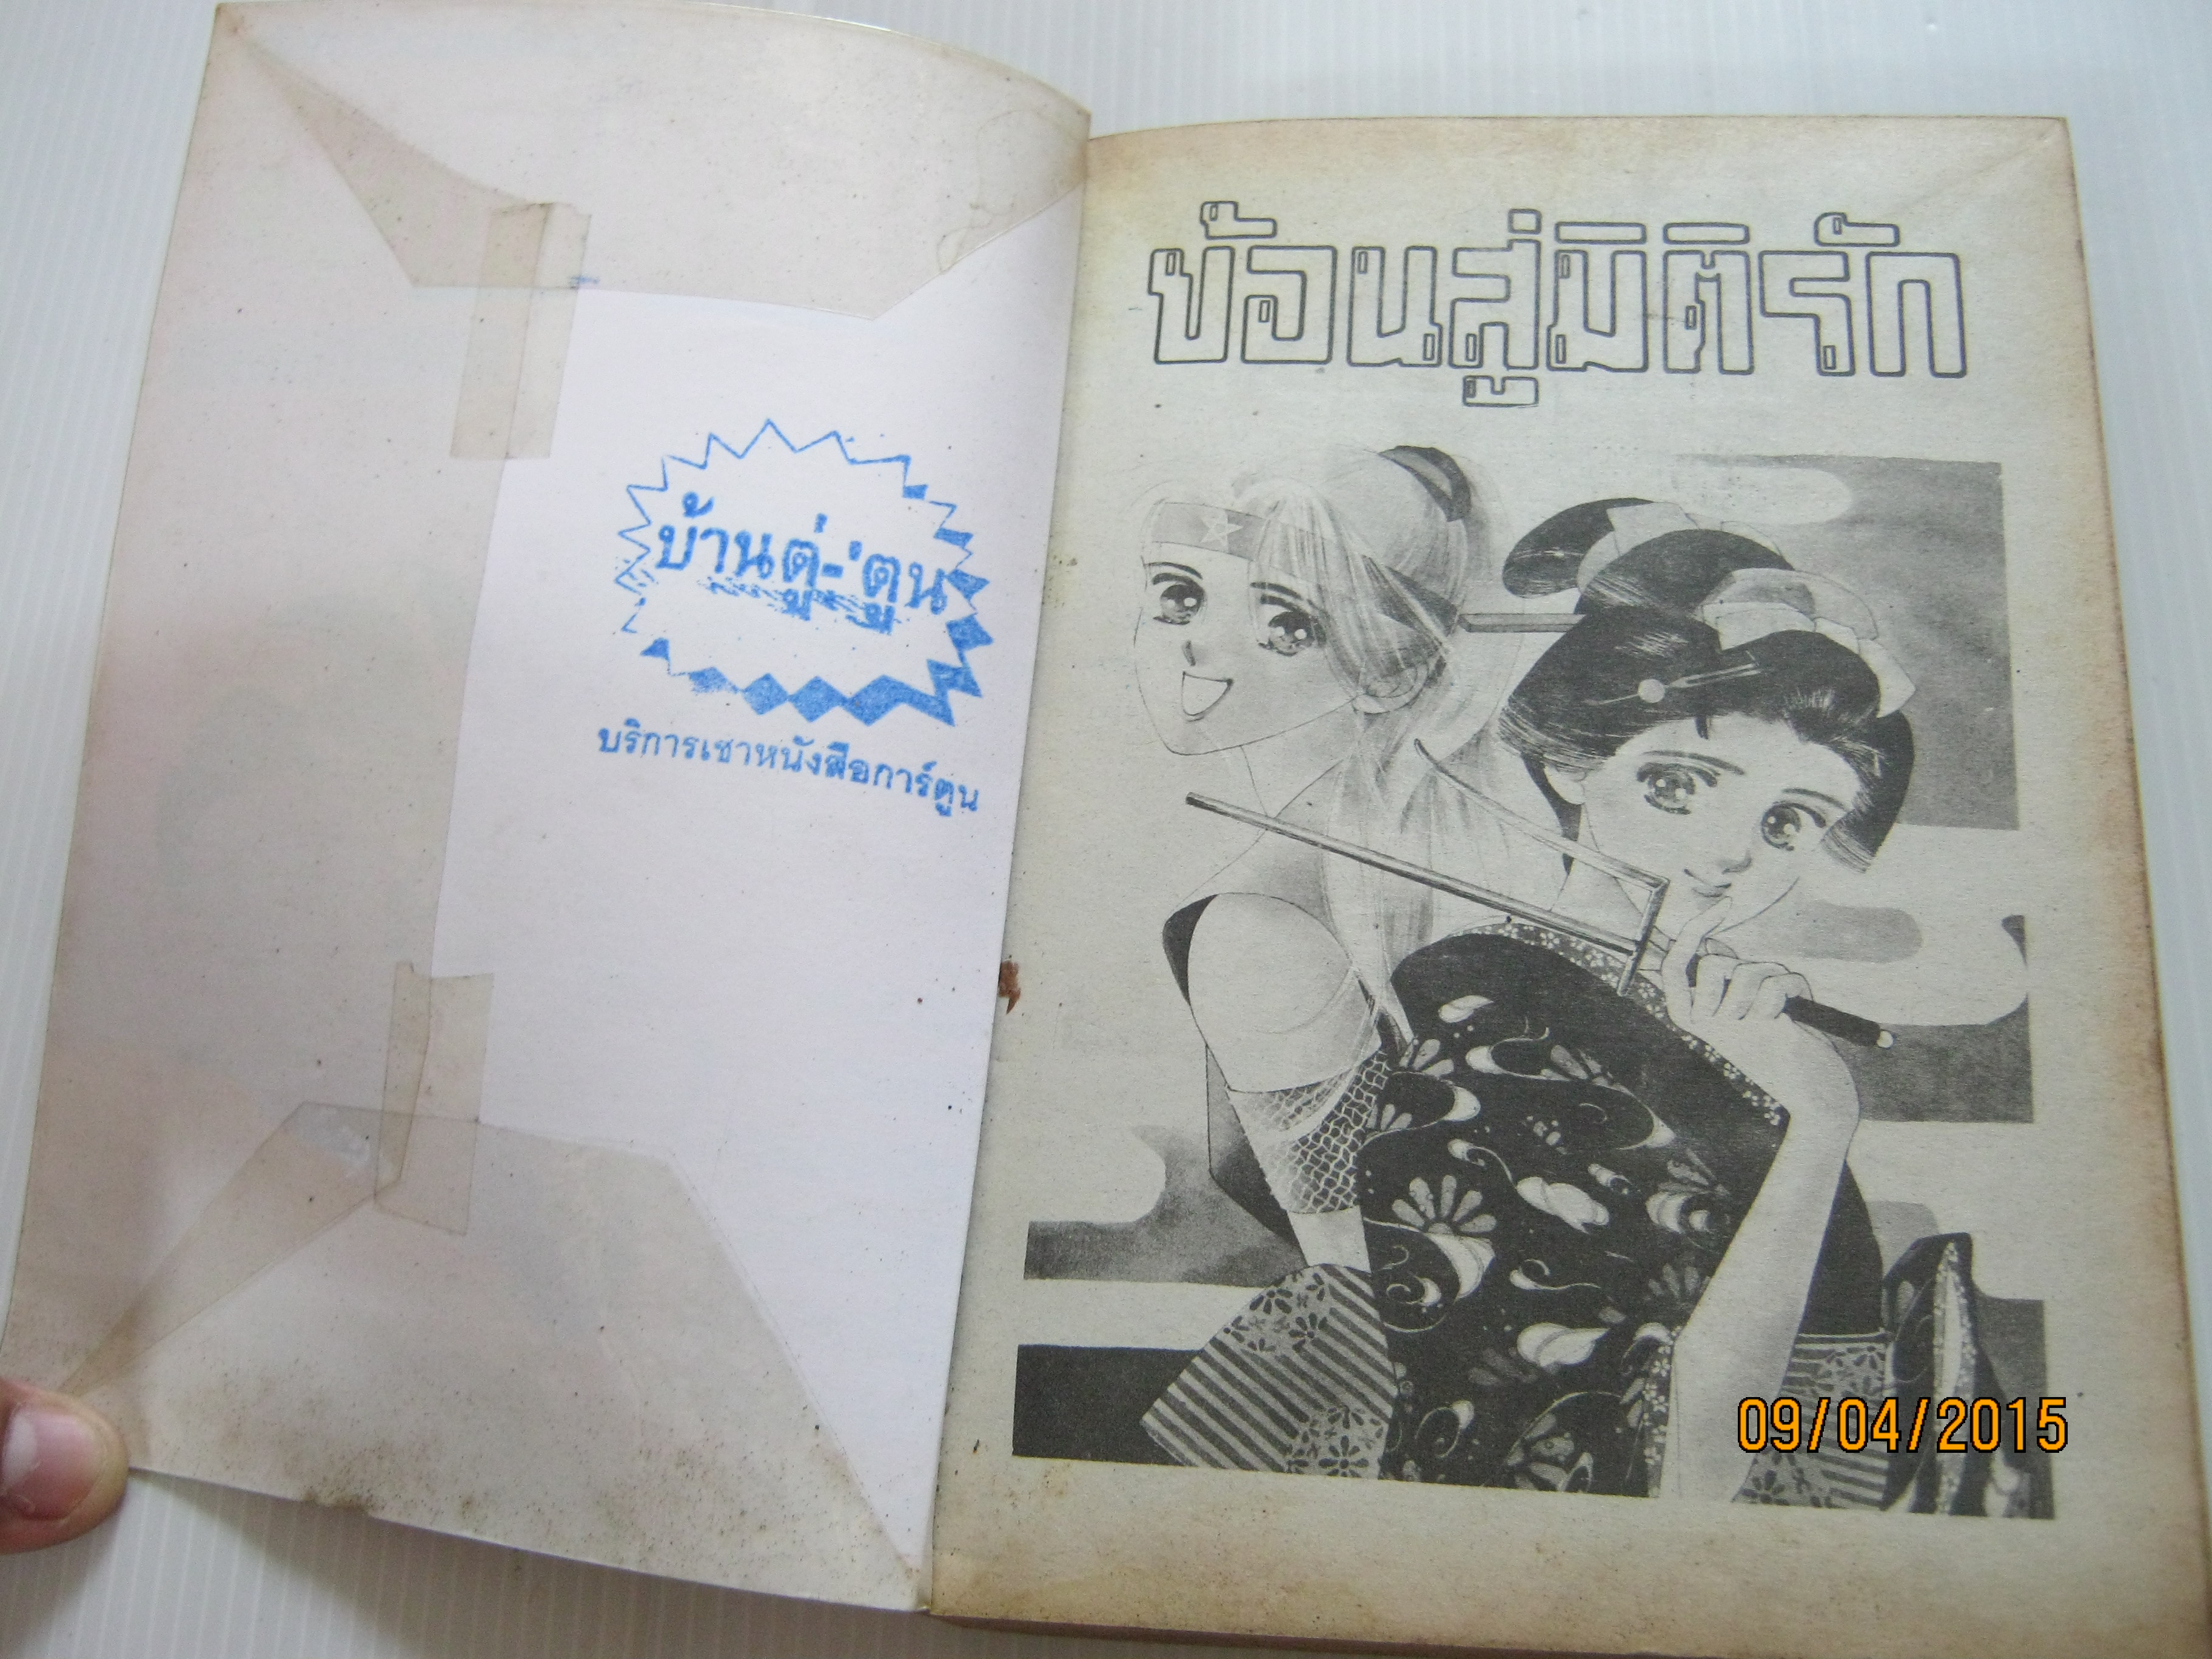 บ้านตู่-'ตูน
บริการเช่าหนังสือการ์ตูน
ย้อนสู่มิติรัก
09/04/2015